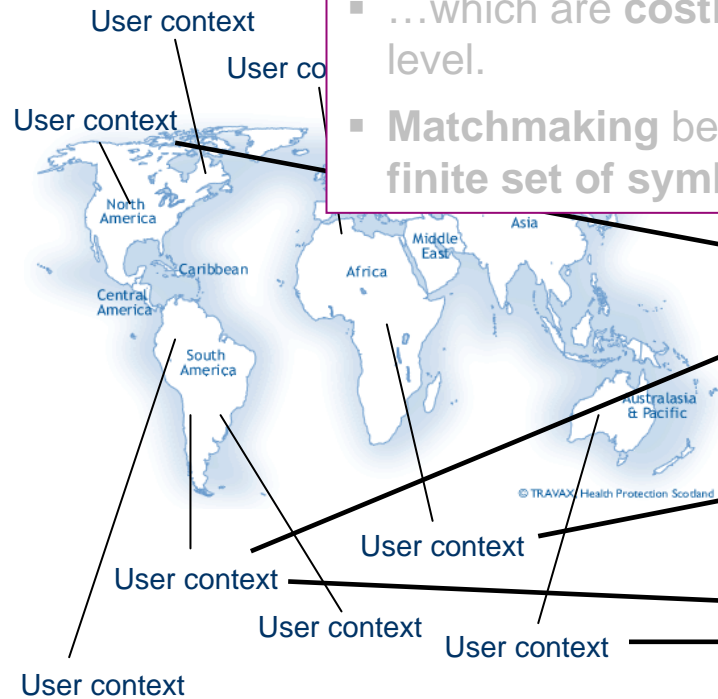 …which are
level.
Matchmaking
finite set of
User context
User
User context
North
America
Caribbean
Central
America
South
America
Africa
Middle
East
Asia
Australasia
& Pacific
© TRAVAX, Health Protection Scotland
User context
User context
User context
User context
User context